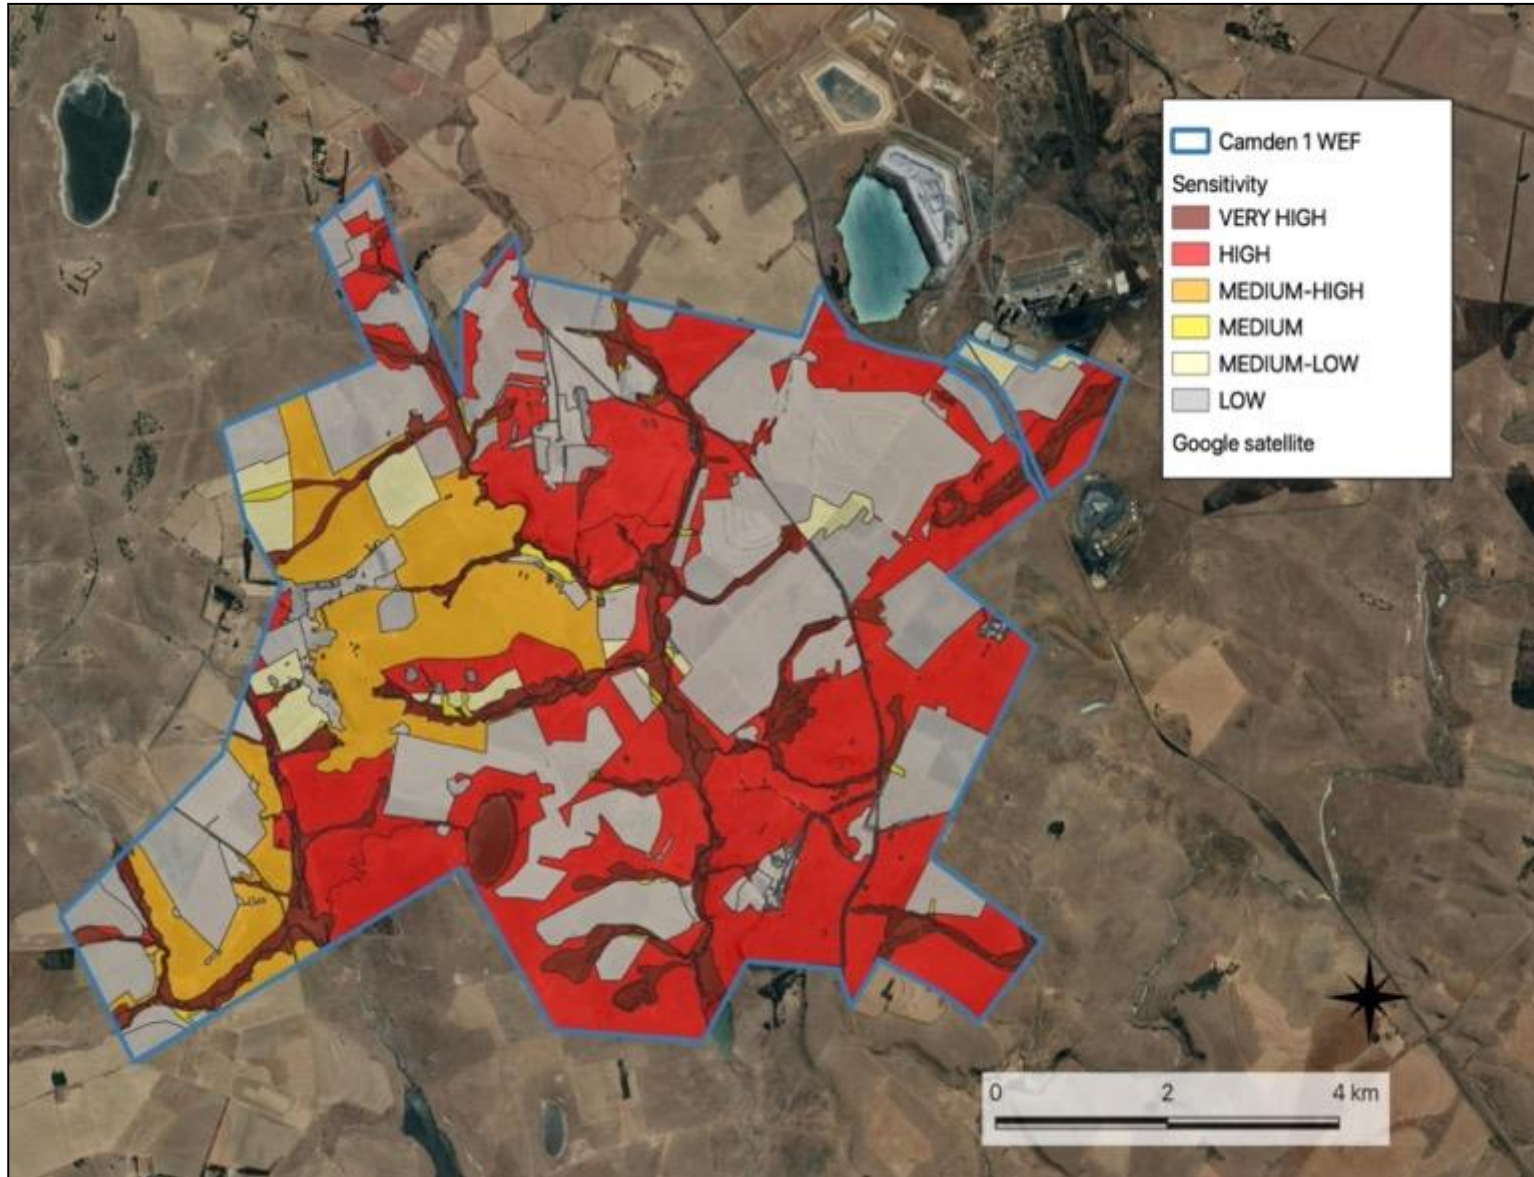 Camden 1 WEF
Sensitivity
VERY HIGH
HIGH
MEDIUM-HIGH
MEDIUM
MEDIUM-LOW
LOW
Google satellite
0 2 4 km